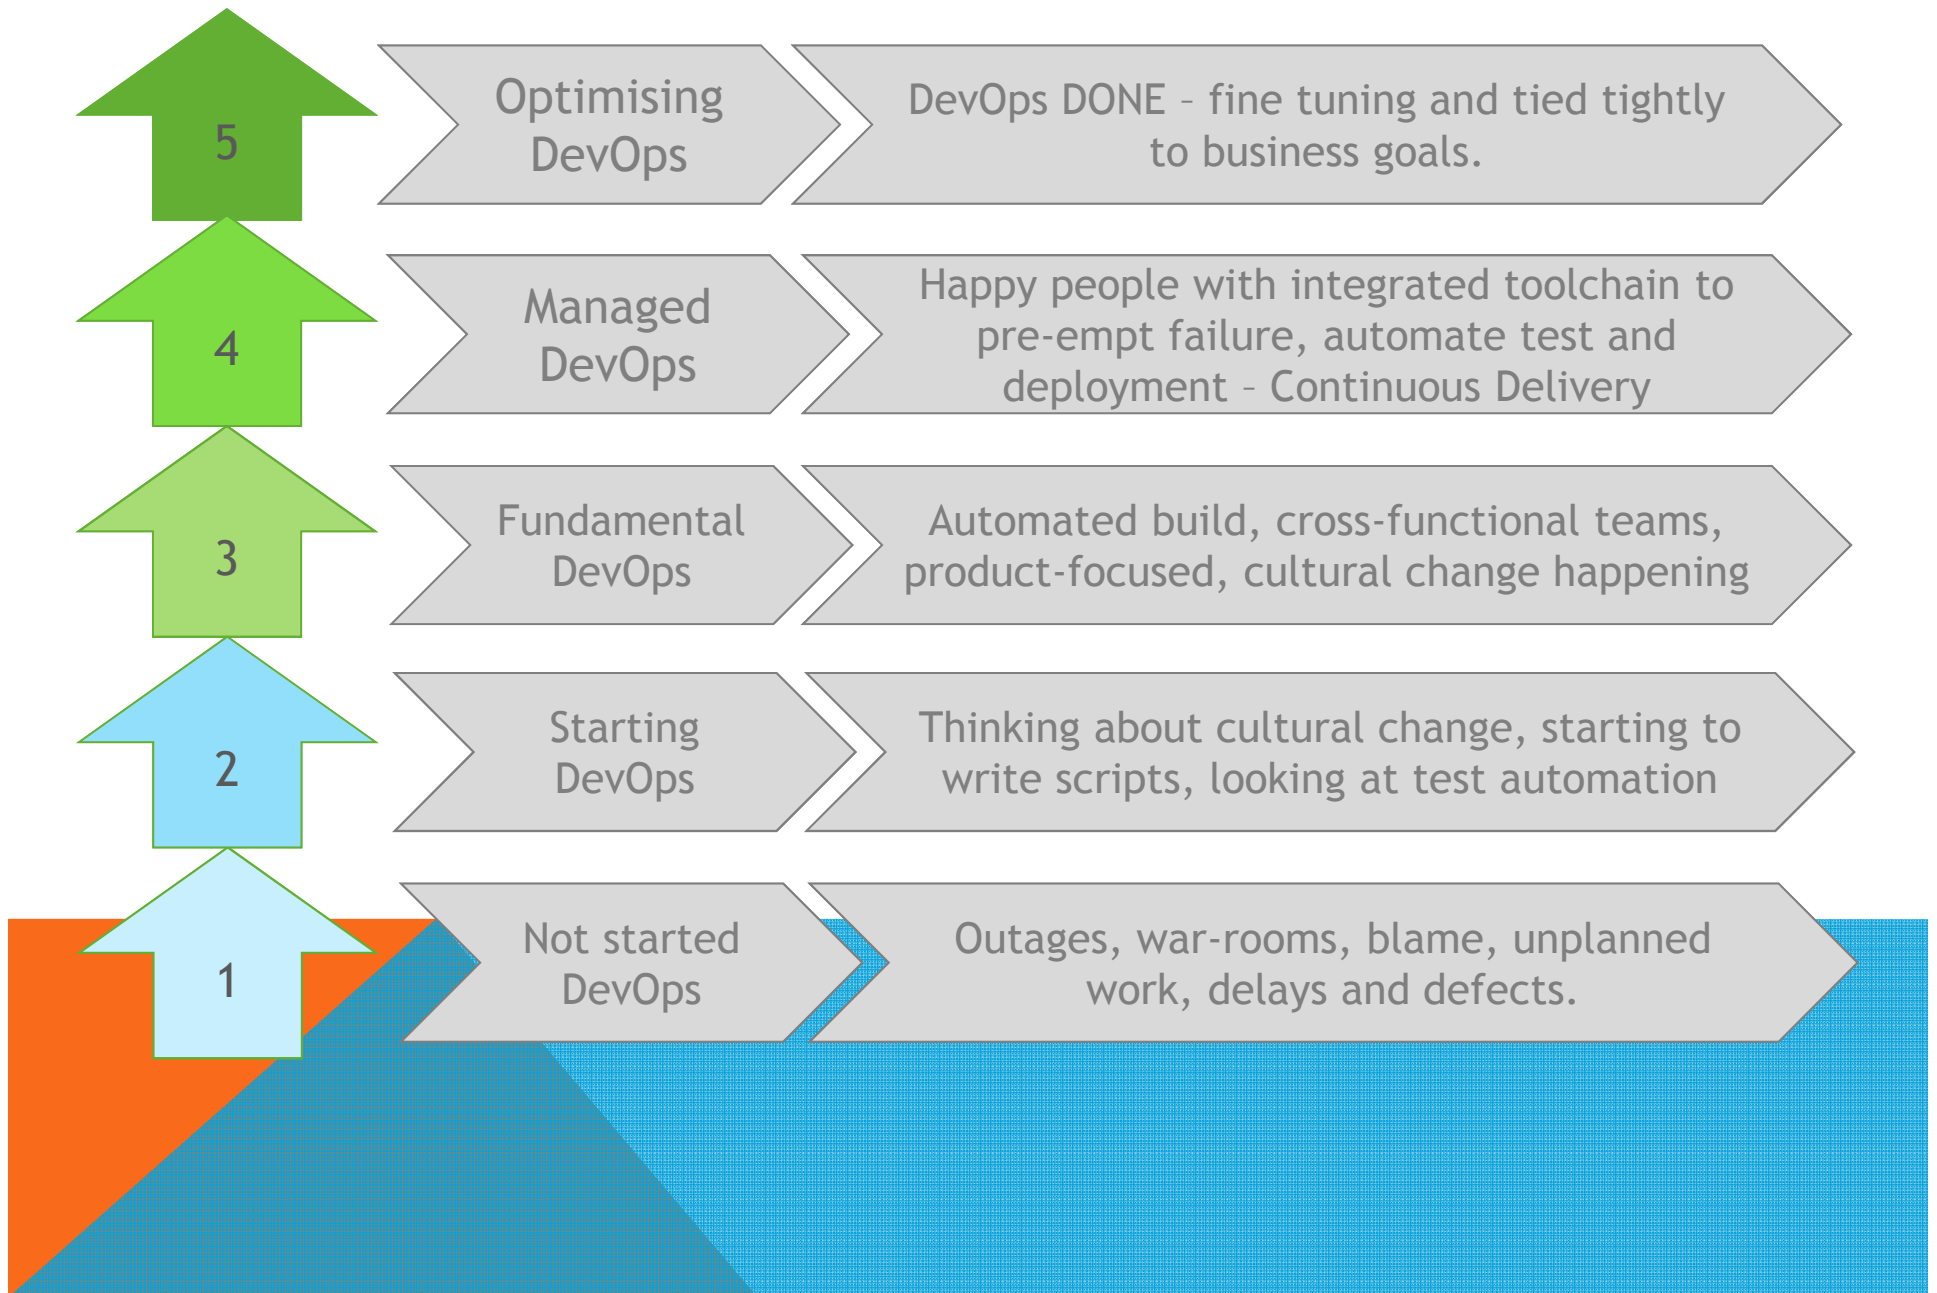 5
Optimising
DevOps
DevOps DONE – fine tuning and tied tightly
to business goals.
4
Managed
DevOps
Happy people with integrated toolchain to
pre-empt failure, automate test and
deployment – Continuous Delivery
3
Fundamental
DevOps
Automated build, cross-functional teams,
product-focused, cultural change happening
2
Starting
DevOps
Thinking about cultural change, starting to
write scripts, looking at test automation
1
Not started
DevOps
Outages, war-rooms, blame, unplanned
work, delays and defects.